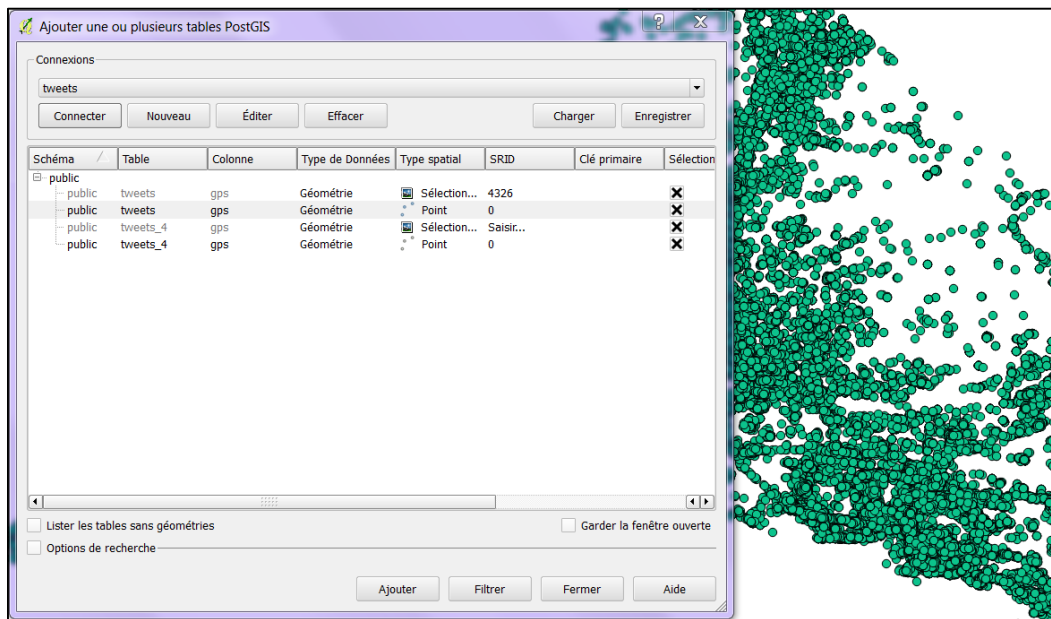 Ajouter une ou plusieurs tables PostGIS
Connexions
tweets
Connecter Nouveau Éditer Effacer Charger Enregistrer
Schéma Table Colonne Type de Données Type spatial SRID Clé primaire Sélection
public
public tweets gps Géométrie Sélection... 4326
public tweets gps Géométrie Point 0
public tweets_4 gps Géométrie Sélection... Saisir...
public tweets_4 gps Géométrie Point 0
Lister les tables sans géométries Garder la fenêtre ouverte
Options de recherche
Ajouter Filtrer Fermer Aide